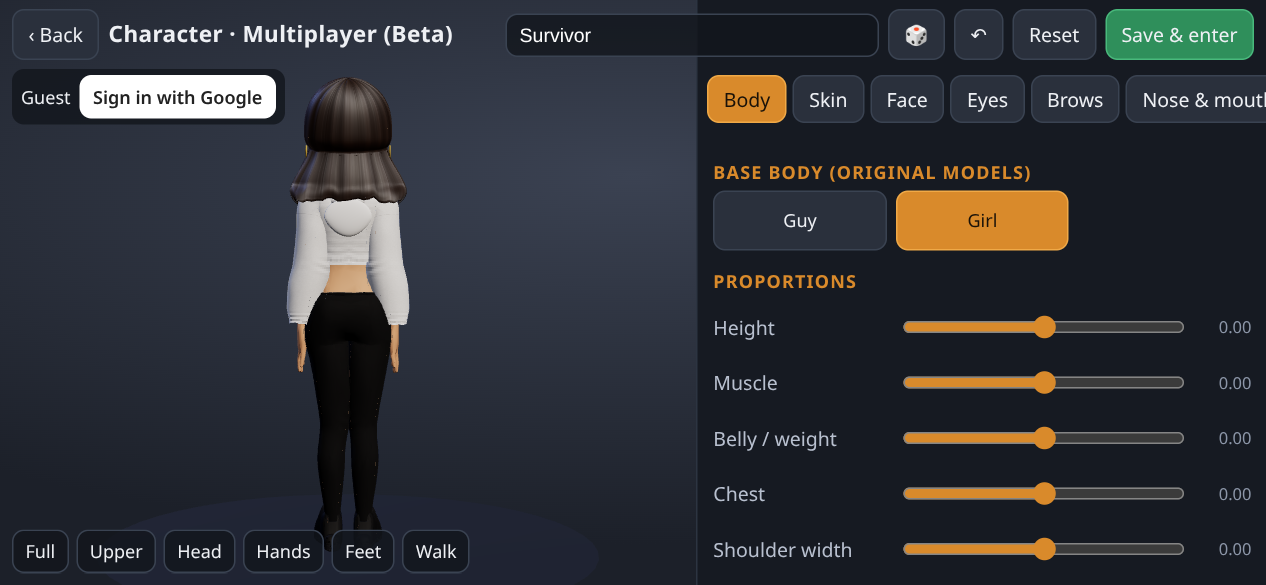 ‹ Back Character · Multiplayer (Beta) Survivor ↶ Reset Save & enter
Guest Sign in with Google
Body Skin Face Eyes Brows Nose & mouth
BASE BODY (ORIGINAL MODELS)
Guy Girl
PROPORTIONS
Height 0.00
Muscle 0.00
Belly / weight 0.00
Chest 0.00
Shoulder width 0.00
Full Upper Head Hands Feet Walk